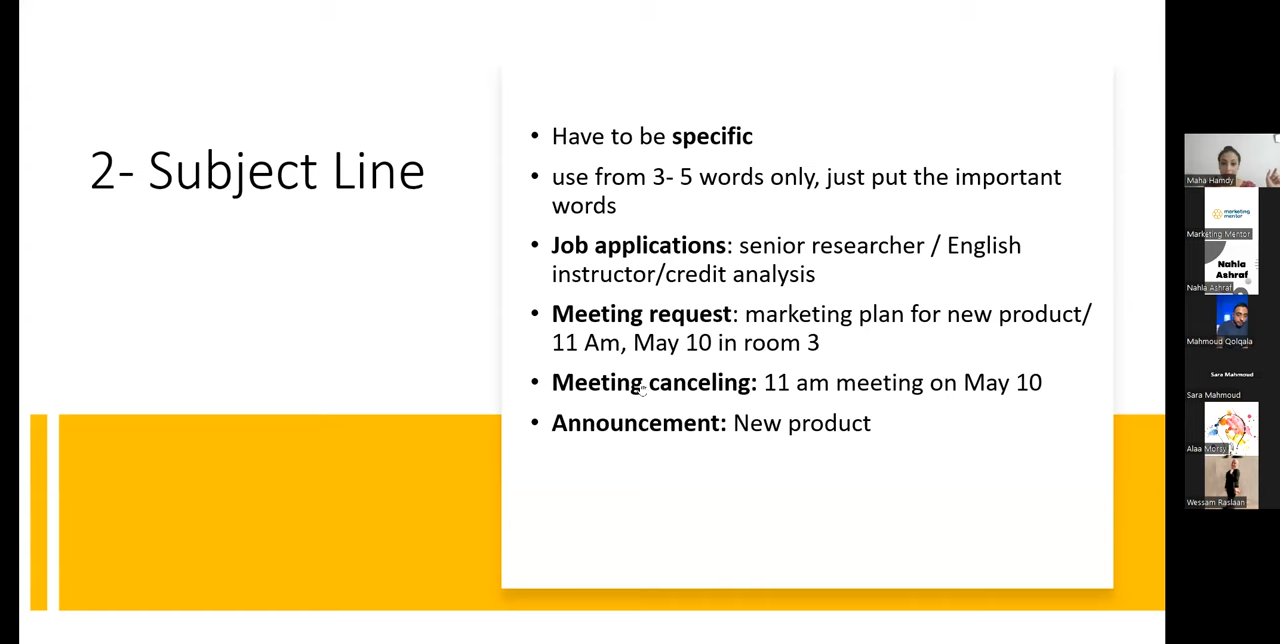 2- Subject Line
• Have to be specific
• use from 3- 5 words only, just put the important
words
• Job applications: senior researcher / English
instructor/credit analysis
• Meeting request: marketing plan for new product/
11 Am, May 10 in room 3
• Meeting canceling: 11 am meeting on May 10
• Announcement: New product
Maha Hamdy
marketing
mentor
Marketing Mentor
Nahla
Ashraf
Nahla Ashraf
Mahmoud Qolqala
Sara Mahmoud
Sara Mahmoud
Alaa Morsy
Wessam Raslaan